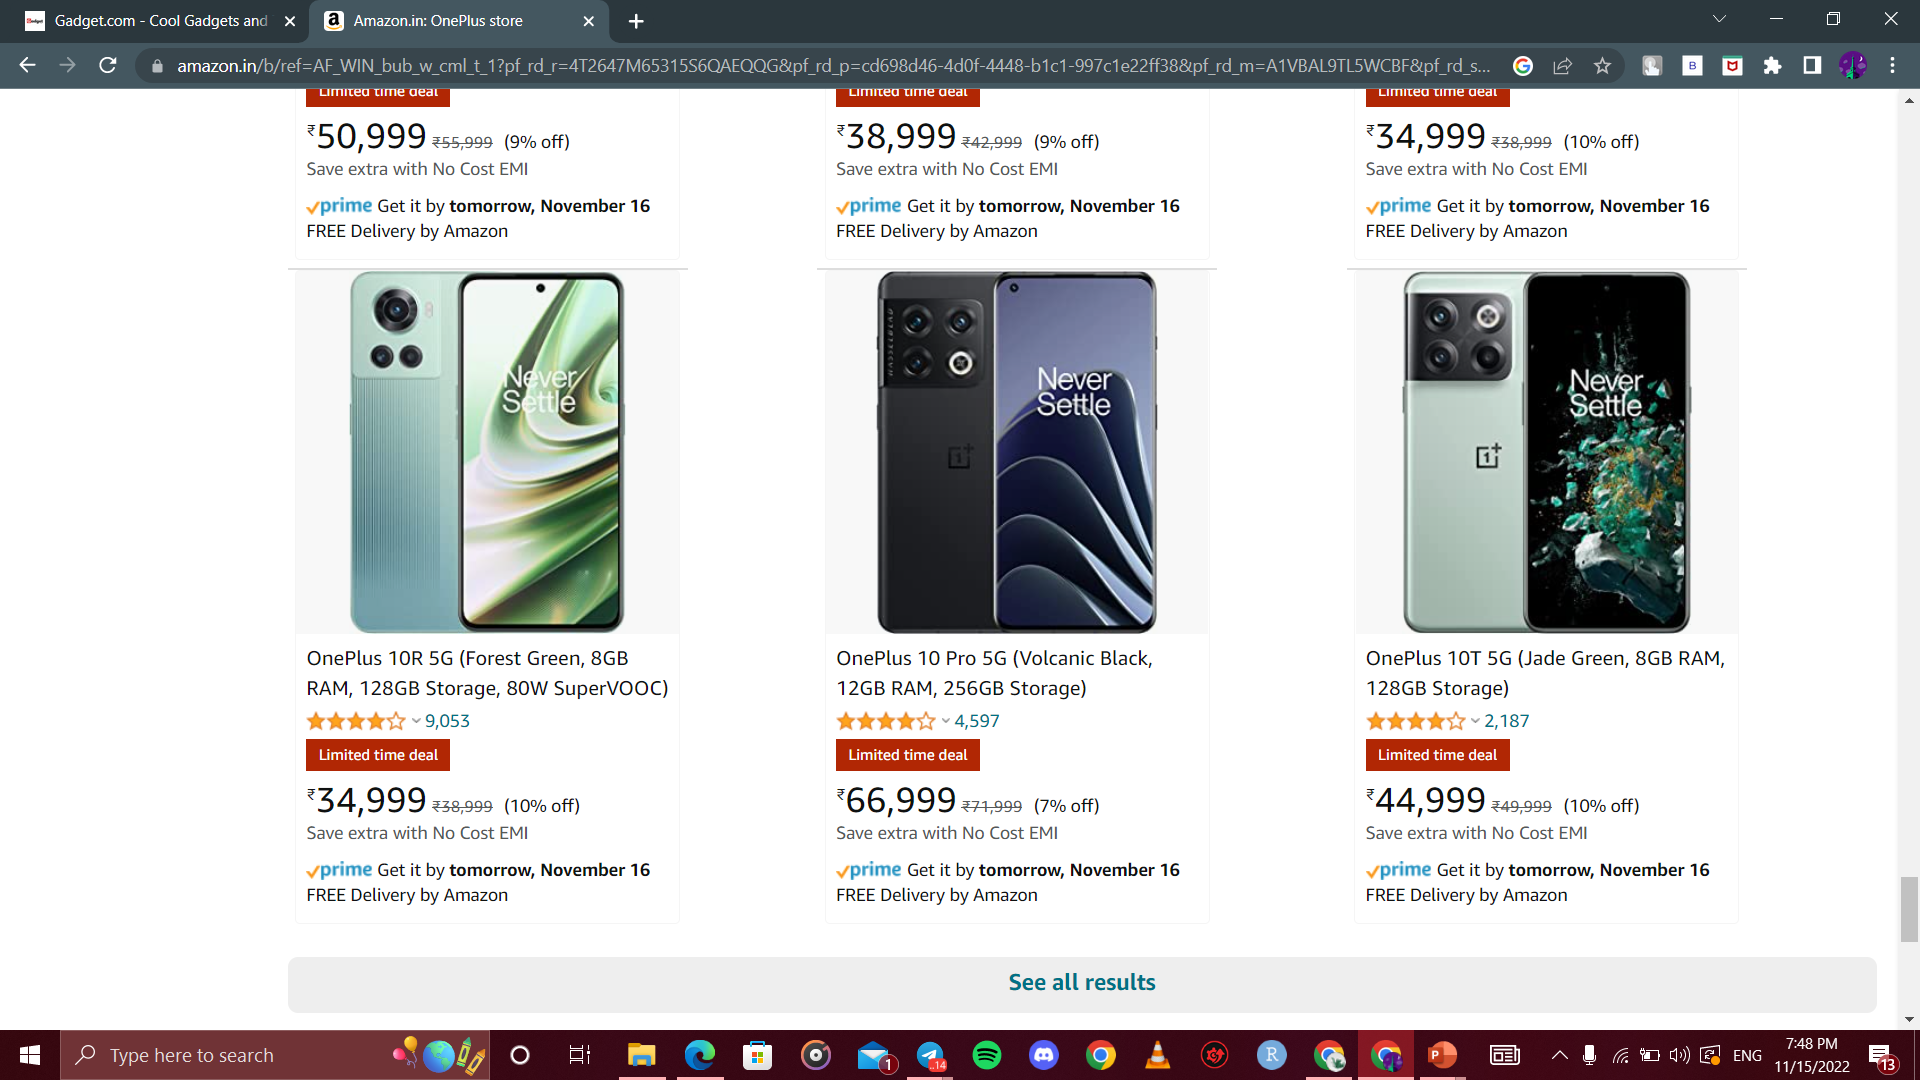 Gadget.com - Cool Gadgets and
Amazon.in: OnePlus store
amazon.in/b/ref=AF_WIN_bub_w_cml_t_1?pf_rd_r=4T2647M65315S6QAEQQG&pf_rd_p=cd698d46-4d0f-4448-b1c1-997c1e22ff38&pf_rd_m=A1VBAL9TL5WCBF&pf_rd_s...
Limited time deal
₹50,999 ₹55,999 (9% off)
Save extra with No Cost EMI
prime Get it by tomorrow, November 16
FREE Delivery by Amazon
Limited time deal
₹38,999 ₹42,999 (9% off)
Save extra with No Cost EMI
prime Get it by tomorrow, November 16
FREE Delivery by Amazon
Limited time deal
₹34,999 ₹38,999 (10% off)
Save extra with No Cost EMI
prime Get it by tomorrow, November 16
FREE Delivery by Amazon
Never
Settle
OnePlus 10R 5G (Forest Green, 8GB
RAM, 128GB Storage, 80W SuperVOOC)
9,053
Limited time deal
₹34,999 ₹38,999 (10% off)
Save extra with No Cost EMI
prime Get it by tomorrow, November 16
FREE Delivery by Amazon
HASSELBLAD
Never
Settle
OnePlus 10 Pro 5G (Volcanic Black,
12GB RAM, 256GB Storage)
4,597
Limited time deal
₹66,999 ₹71,999 (7% off)
Save extra with No Cost EMI
prime Get it by tomorrow, November 16
FREE Delivery by Amazon
Never
Settle
OnePlus 10T 5G (Jade Green, 8GB RAM,
128GB Storage)
2,187
Limited time deal
₹44,999 ₹49,999 (10% off)
Save extra with No Cost EMI
prime Get it by tomorrow, November 16
FREE Delivery by Amazon
See all results
Type here to search
1
..14
R
P
ENG
7:48 PM
11/15/2022
13